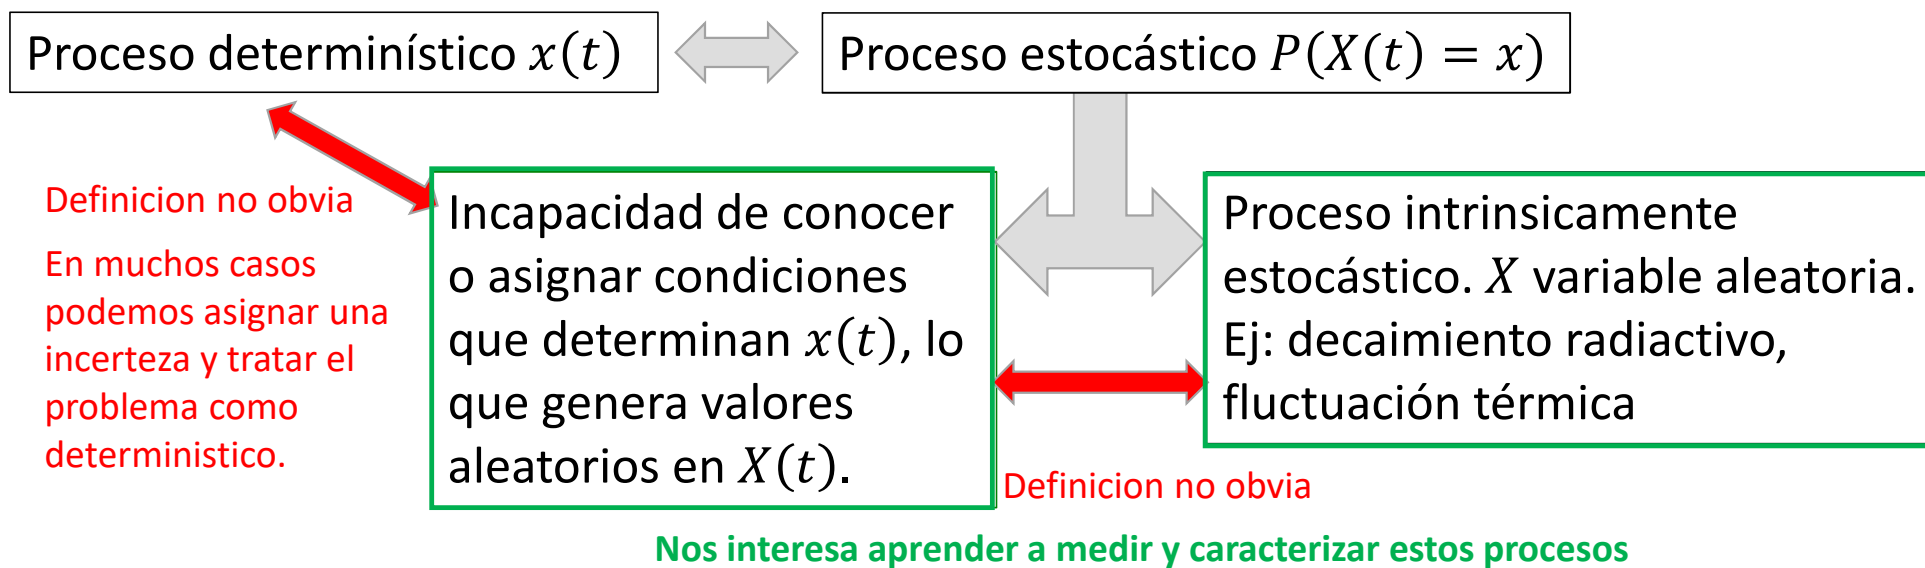 Proceso determinístico x(t)
Proceso estocástico P(X(t) = x)
Definicion no obvia
En muchos casos
podemos asignar una
incerteza y tratar el
problema como
deterministico.
Incapacidad de conocer
o asignar condiciones
que determinan x(t), lo
que genera valores
aleatorios en X(t).
Proceso intrinsicamente
estocástico. X variable aleatoria.
Ej: decaimiento radiactivo,
fluctuación térmica
Definicion no obvia
Nos interesa aprender a medir y caracterizar estos procesos